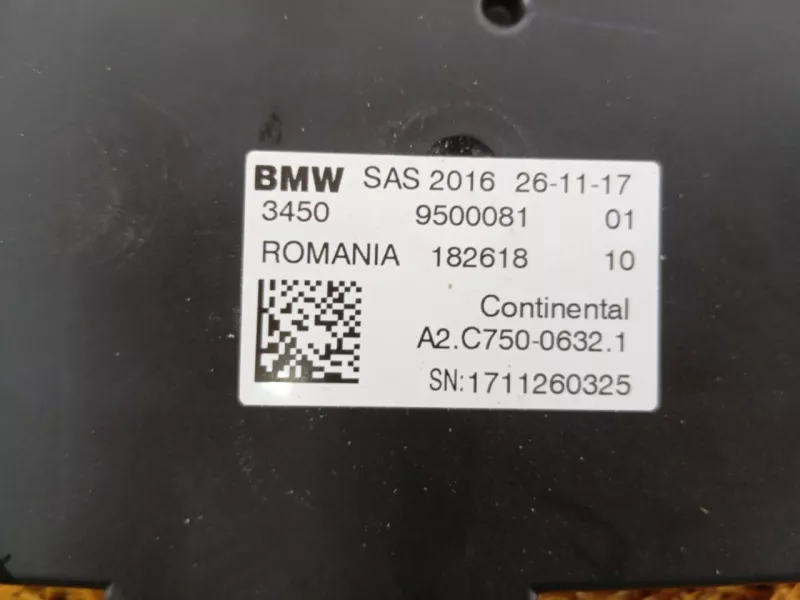 BMW SAS 2016 26-11-17
3450 9500081 01
ROMANIA 182618 10
Continental
A2.C750-0632.1
SN:1711260325